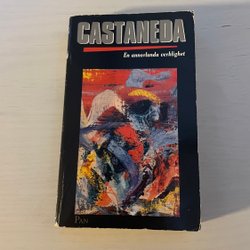 CASTANEDA
En annorlunda verklighet
PAN